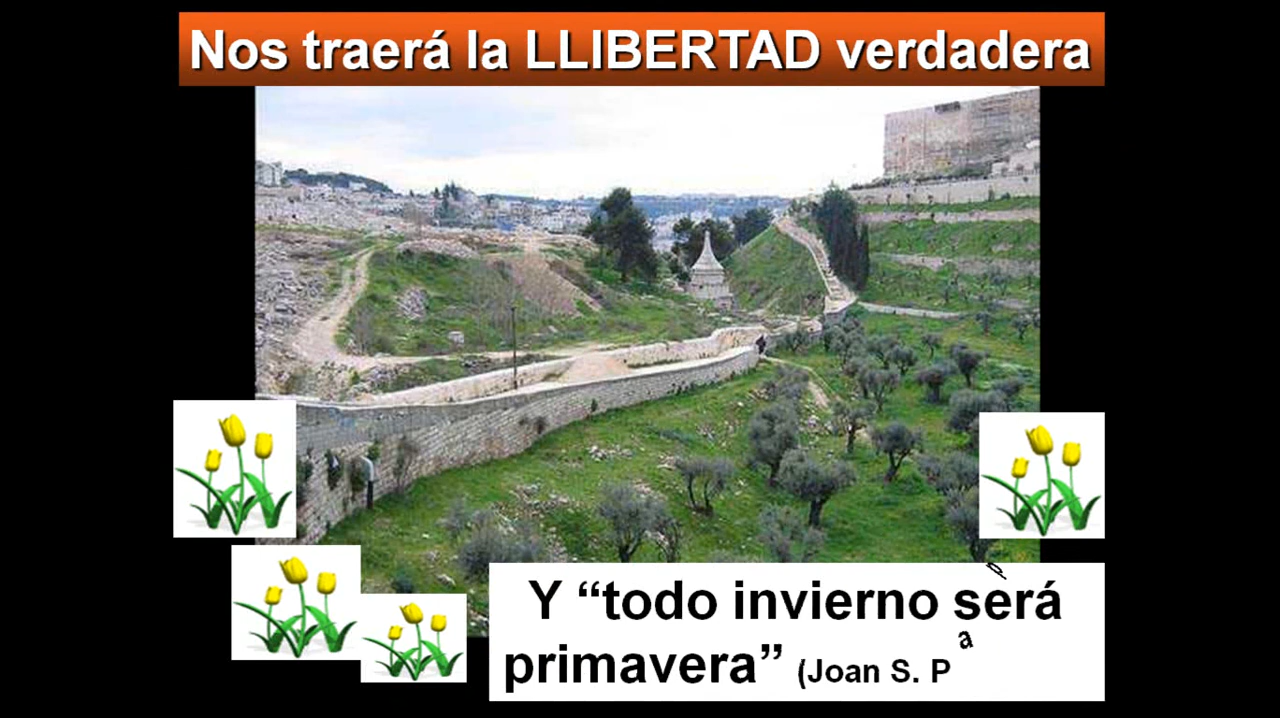 Nos traerá la LLIBERTAD verdadera
Y “todo invierno será
primavera” (Joan S. P a